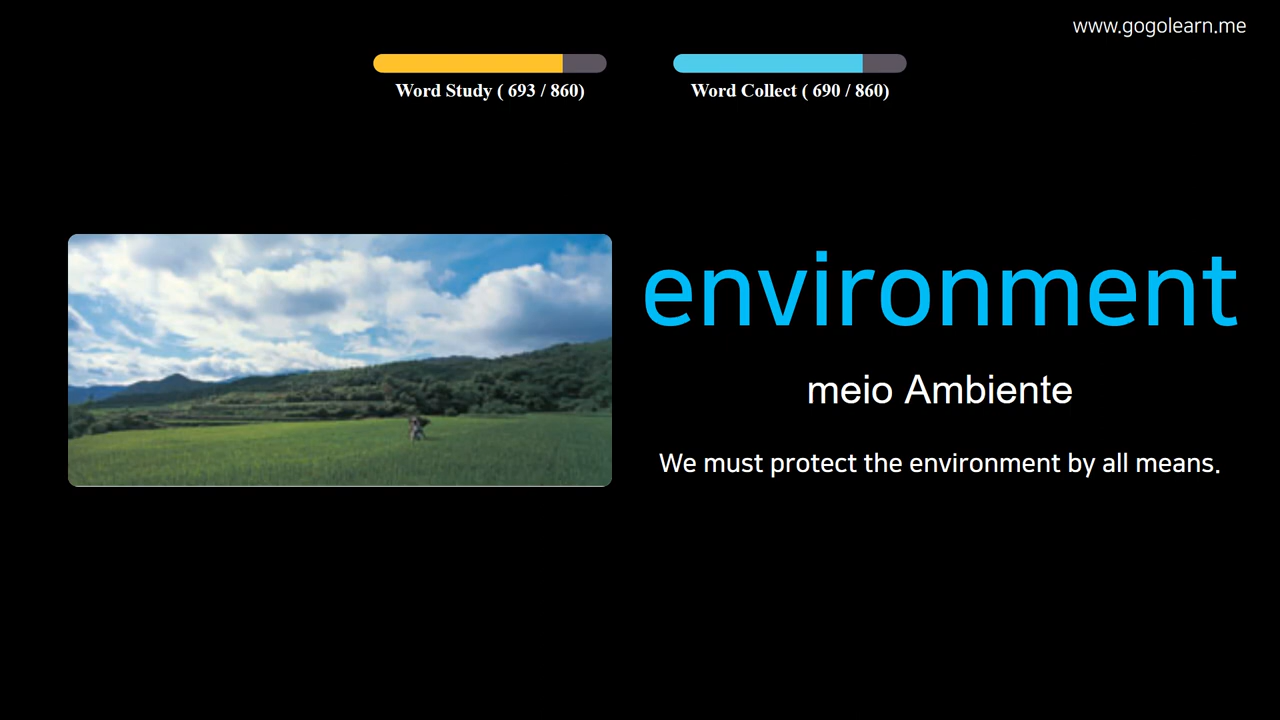 www.gogolearn.me
Word Study ( 693 / 860)
Word Collect ( 690 / 860)
environment
meio Ambiente
We must protect the environment by all means.